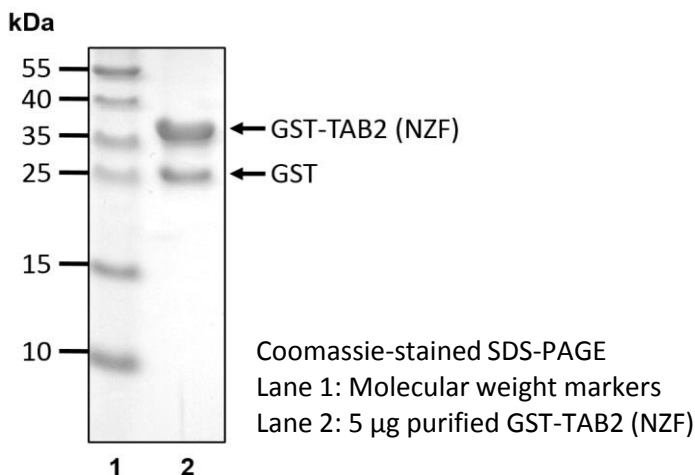 kDa
55
40
35
25
15
10
GST-TAB2 (NZF)
GST
Coomassie-stained SDS-PAGE
Lane 1: Molecular weight markers
Lane 2: 5 µg purified GST-TAB2 (NZF)
1 2